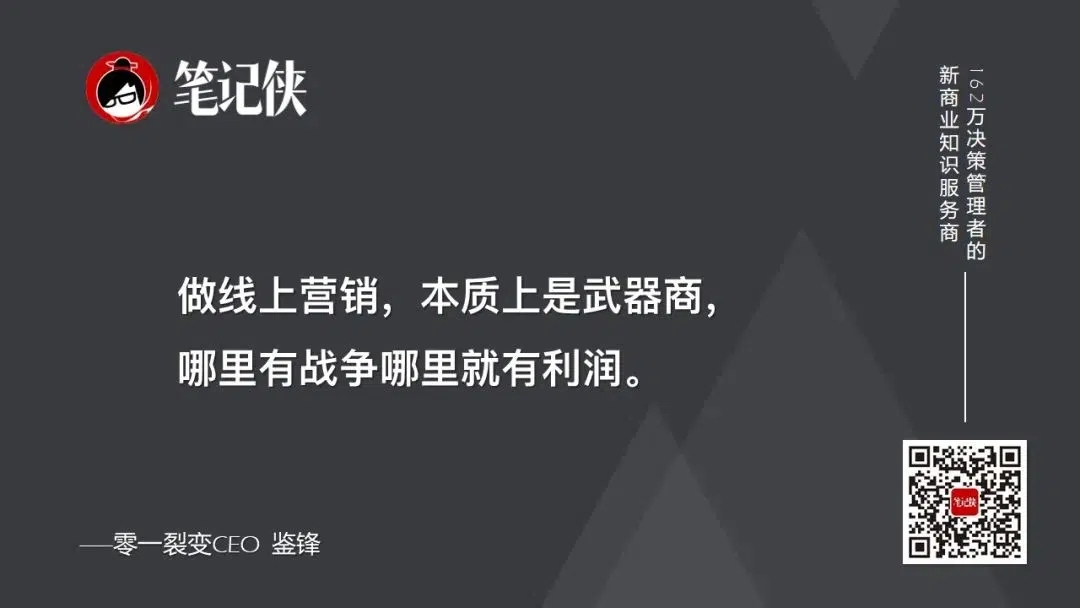 笔记侠
162万决策管理者的
新商业知识服务商
做线上营销，本质上是武器商，
哪里有战争哪里就有利润。
——零一裂变CEO 鉴锋
笔记侠